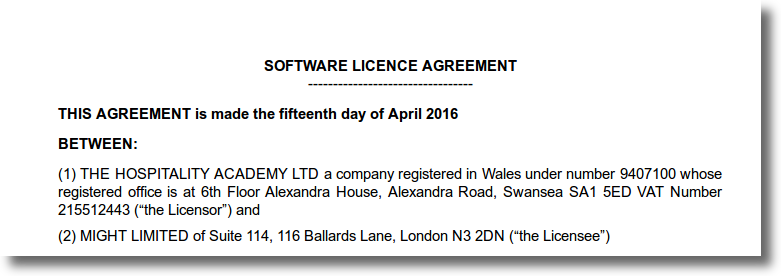 SOFTWARE LICENCE AGREEMENT
---------------------------------
THIS AGREEMENT is made the fifteenth day of April 2016
BETWEEN:
(1) THE HOSPITALITY ACADEMY LTD a company registered in Wales under number 9407100 whose
registered office is at 6th Floor Alexandra House, Alexandra Road, Swansea SA1 5ED VAT Number
215512443 (“the Licensor”) and
(2) MIGHT LIMITED of Suite 114, 116 Ballards Lane, London N3 2DN (“the Licensee”)